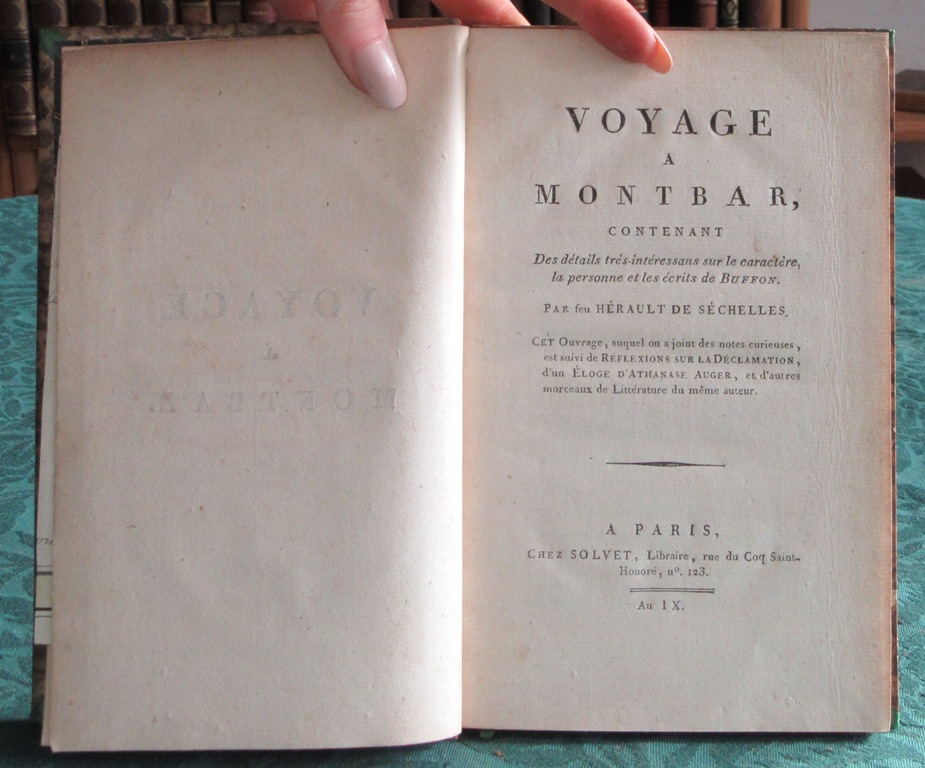 VOYAGE
A
MONTBAR,
CONTENANT
Des détails très-intéressans sur le caractère,
la personne et les écrits de BUFFON.
PAR feu HÉRAULT DE SÉCHELLES.
CET Ouvrage, auquel on a joint des notes curieuses,
est suivi de RÉFLEXIONS SUR LA DÉCLAMATION,
d'un ÉLOGE D'ATHANASE AUGER, et d'autres
morceaux de Littérature du même auteur.
A PARIS,
CHEZ SOLVET, Libraire, rue du Coq Saint-
Honoré, nº. 123.
An IX.